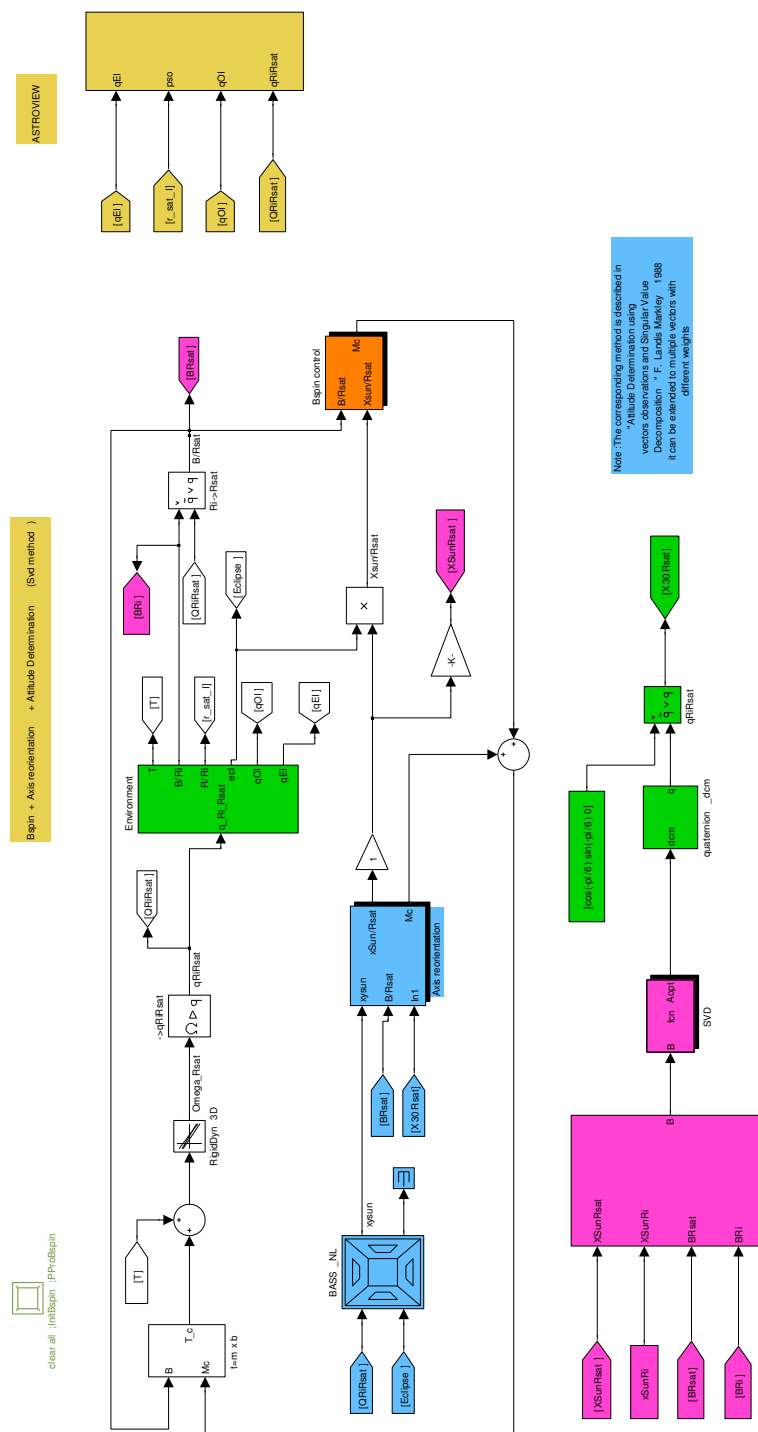 clear all ;InitBspin ;PProBspin
Bspin + Axis reorientation + Attitude Determination (Svd method )
ASTROVIEW
[qEI]
[r_sat_I]
[qOI]
[QRiRsat]
qEI
pso
qOI
qRiRsat
B
Mc
T_c
t=m x b
[T]
+
+
RigidDyn 3D
Omega_Rsat
Ω ▷ q
->qRiRsat
qRiRsat
[QRiRsat]
Environment
q_Ri_Rsat
T
B/Ri
R/Ri
ecl
qOI
qEI
[T]
[r_sat_I]
[qOI]
[qEI]
[BRi]
[QRiRsat]
[Eclipse ]
Ri->Rsat
B/Rsat
[BRsat]
[QRiRsat]
[Eclipse ]
BASS _NL
xysun
[BRsat]
[X30Rsat]
xysun
B/Rsat
In1
xSun/Rsat
Mc
Axis reorientation
1
-K-
[XSunRsat ]
×
Xsun/Rsat
Bspin control
B/Rsat
Xsun/Rsat
Mc
+
+
Note :The corresponding method is described in
"Attitude Determination using
vectors observations and Singular Value
Decomposition " F. Landis Markley 1988
it can be extended to multiple vectors with
different weights
[XSunRsat ]
xSunRi
[BRsat]
[BRi ]
XSunRsat
XSunRi
BRsat
BRi
B
B
fcn
Aopt
SVD
dcm
q
quaternion _dcm
[cos(-pi/6) sin(-pi/6) 0]
qRiRsat
[X30Rsat]